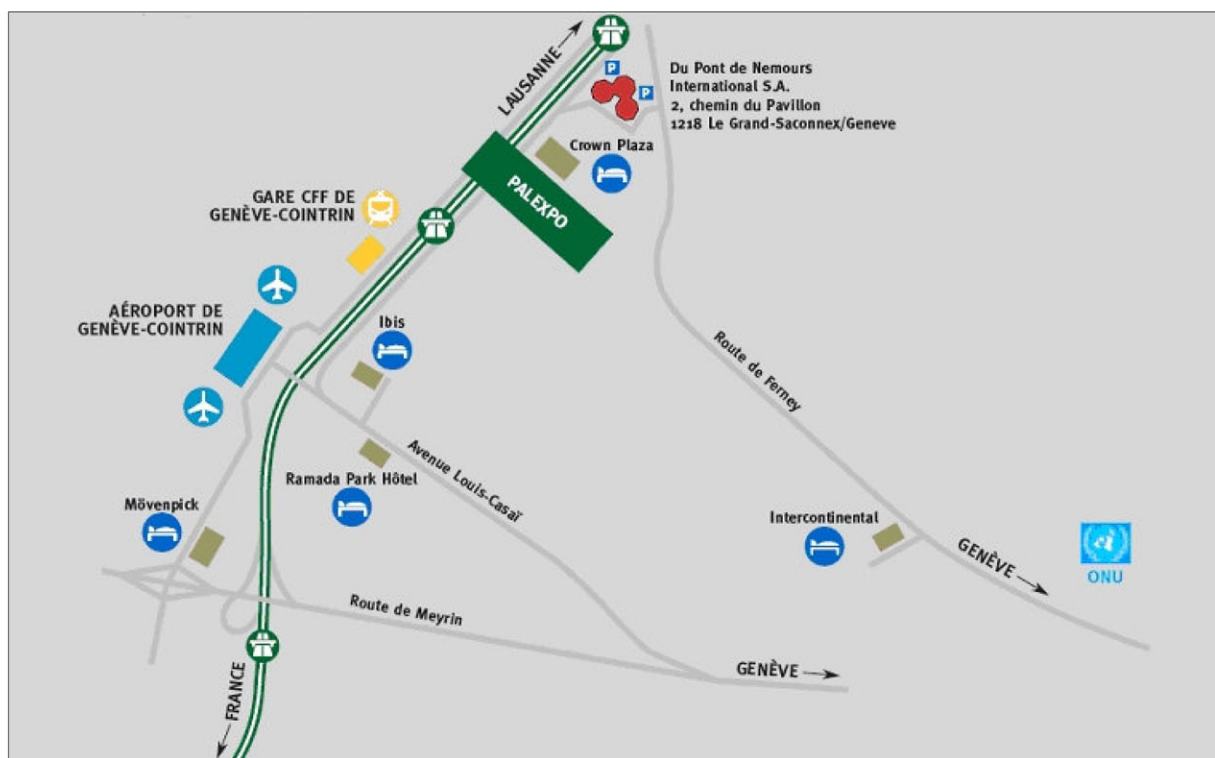 LAUSANNE
P
P
Du Pont de Nemours
International S.A.
2, chemin du Pavillon
1218 Le Grand-Saconnex/Geneve
Crown Plaza
PALEXPO
GARE CFF DE
GENÈVE-COINTRIN
AÉROPORT DE
GENÈVE-COINTRIN
Ibis
Route de Ferney
Avenue Louis-Casaï
Ramada Park Hôtel
Mövenpick
Intercontinental
GENÈVE
ONU
Route de Meyrin
GENÈVE
FRANCE